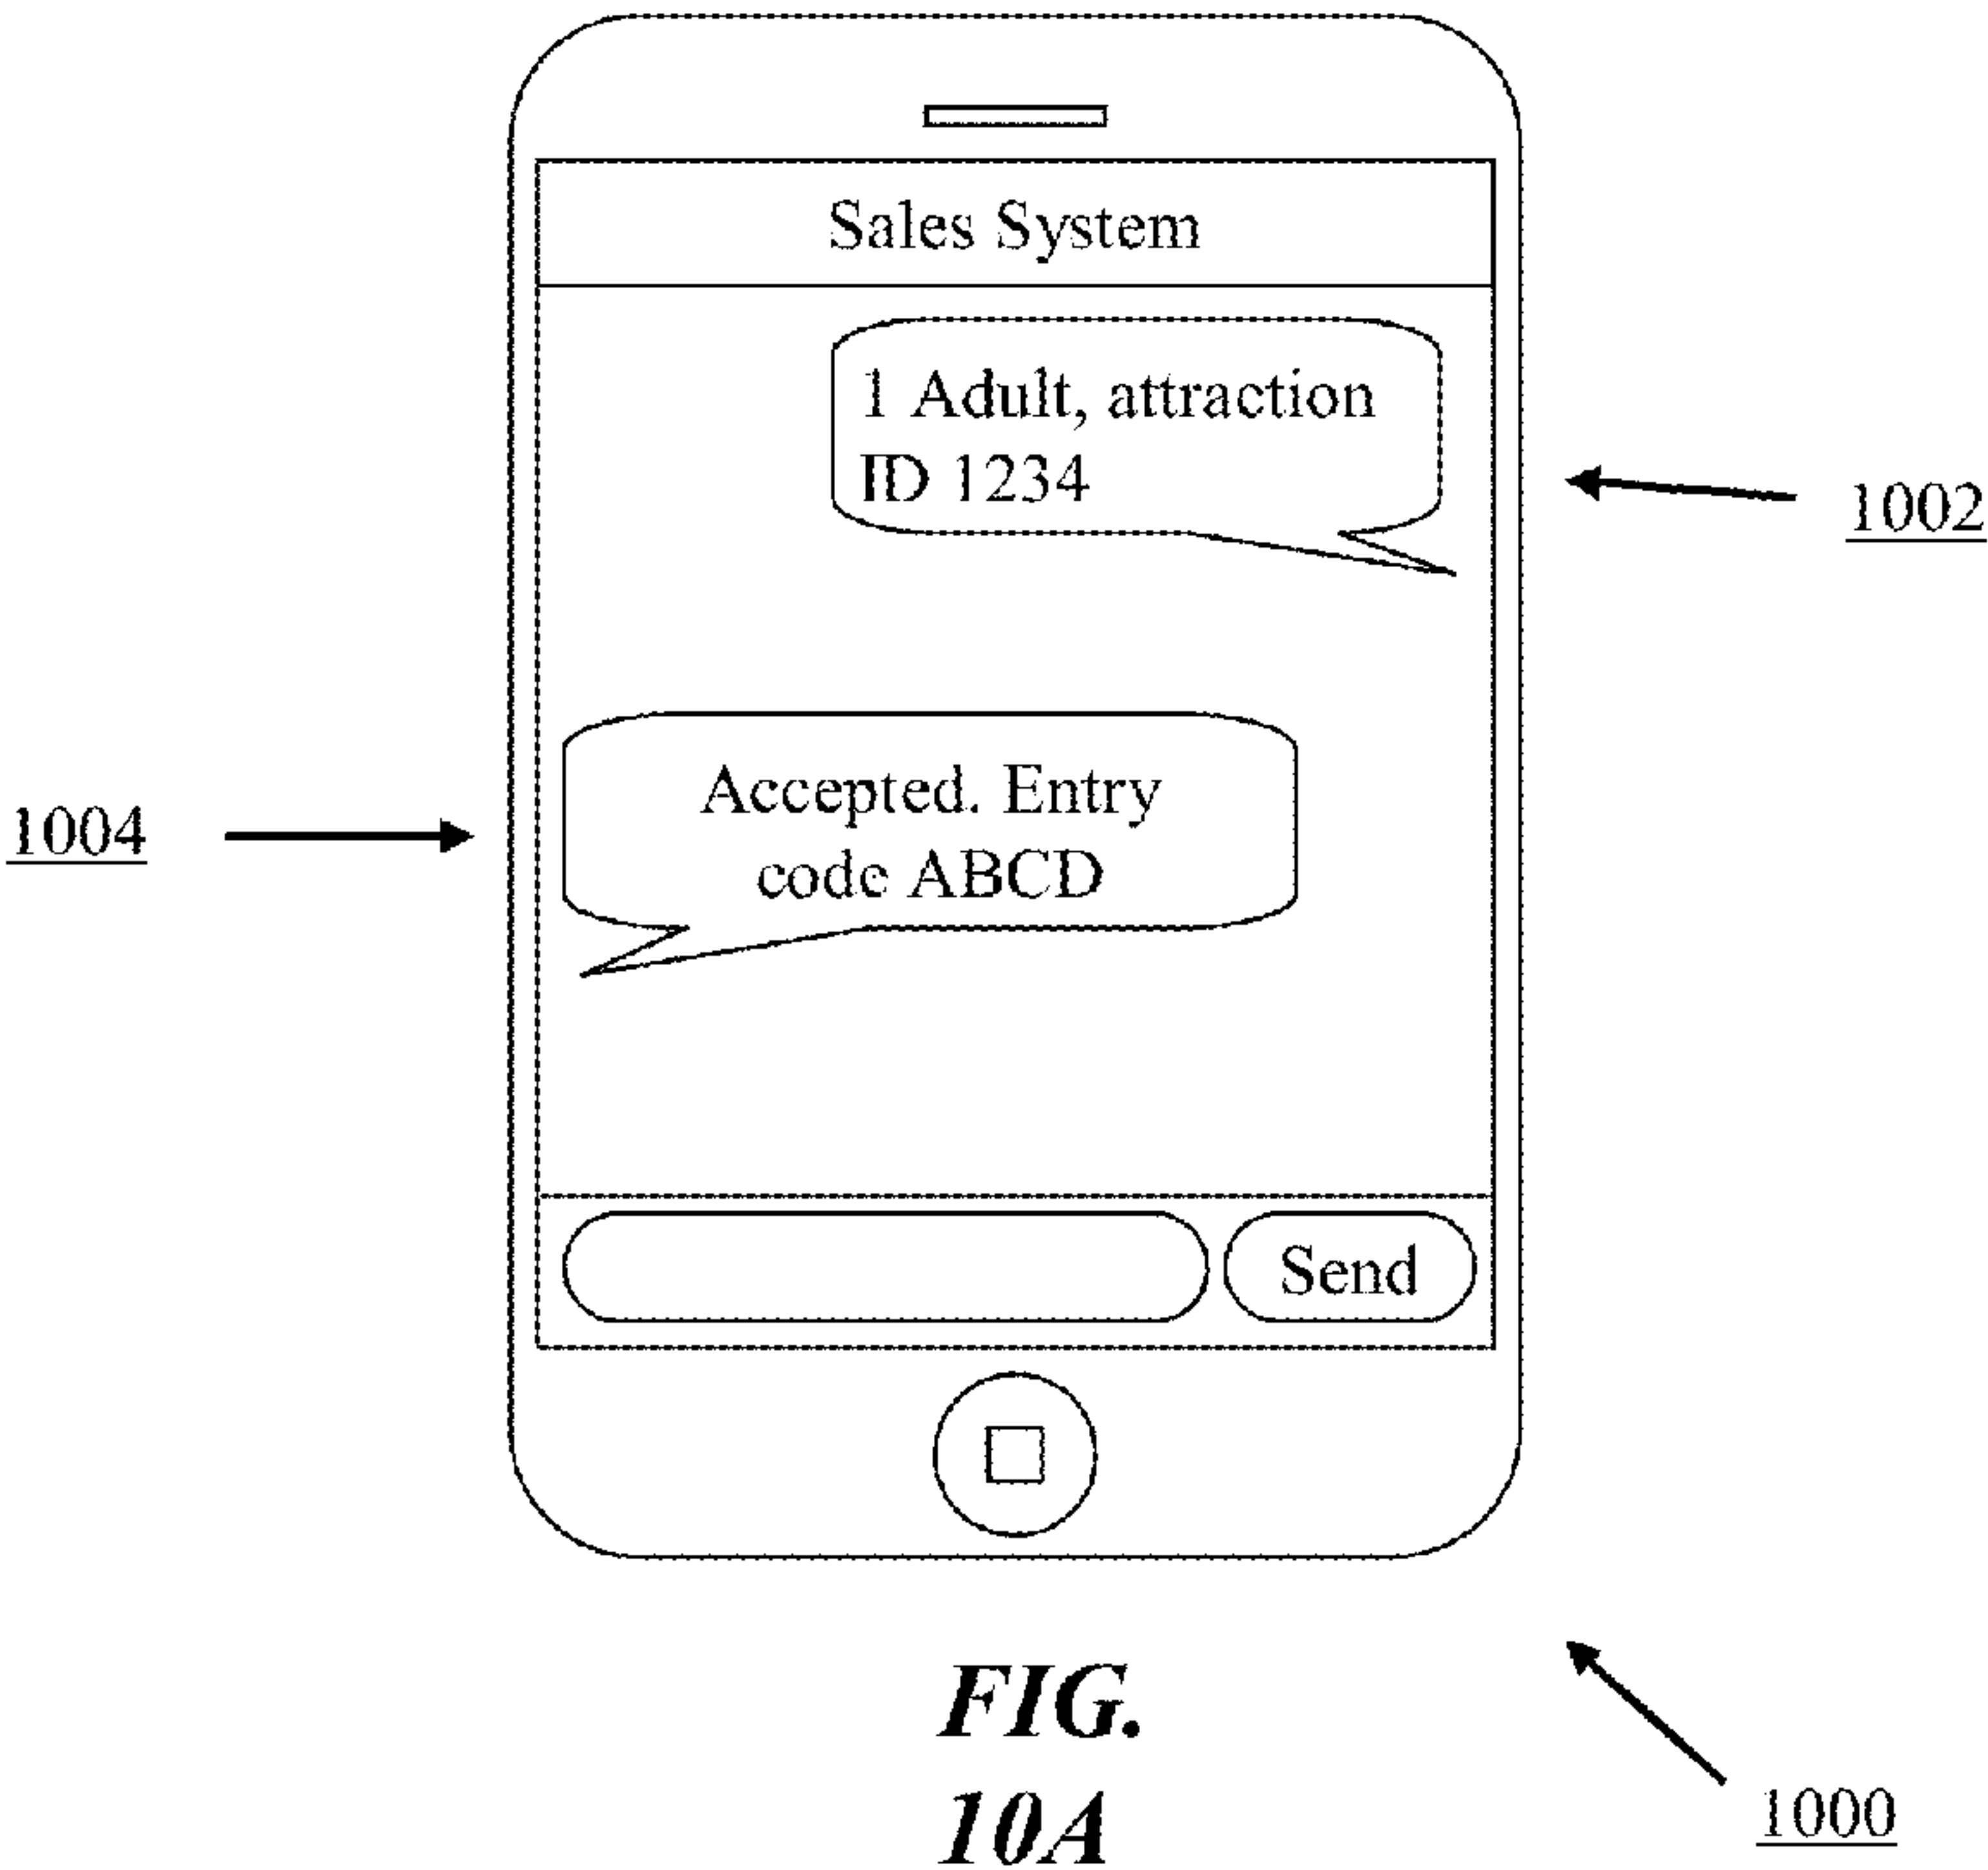 Sales System
1 Adult, attraction
ID 1234
1002
Accepted. Entry
code ABCD
1004
Send
FIG.
10A
1000